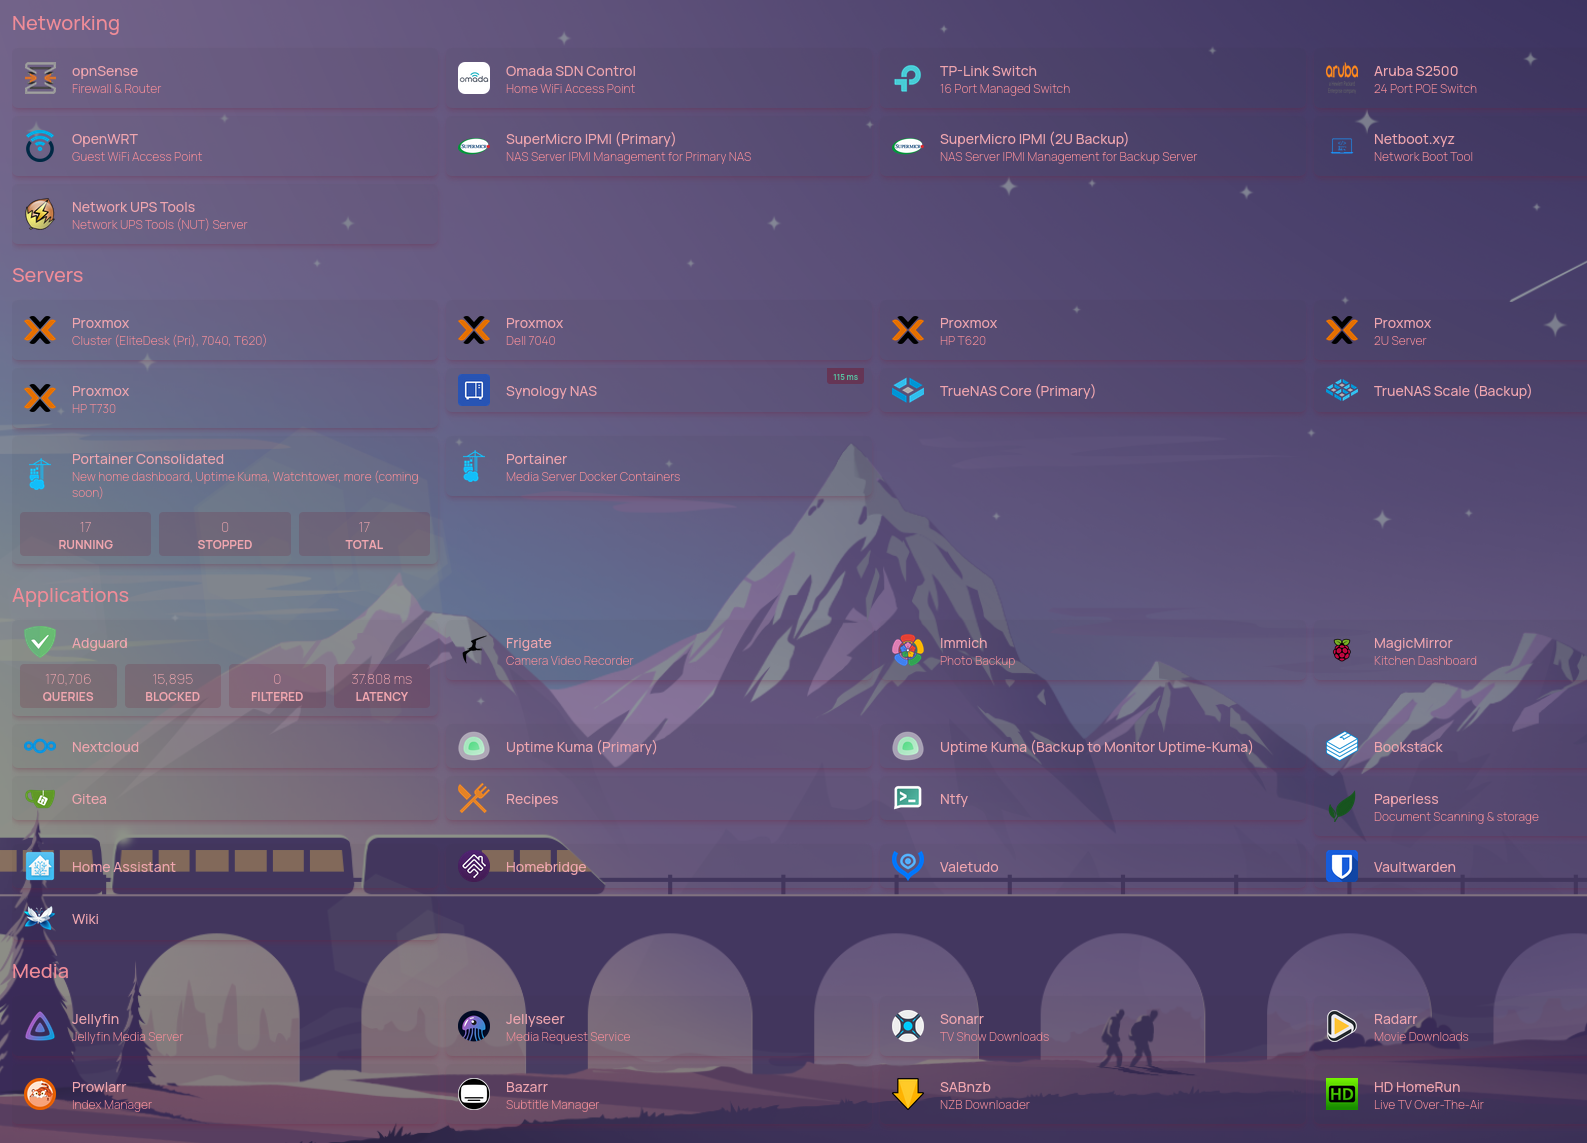 Networking
opnSense
Firewall & Router
omada
Omada SDN Control
Home WiFi Access Point
TP-Link Switch
16 Port Managed Switch
aruba
Aruba S2500
24 Port POE Switch
OpenWRT
Guest WiFi Access Point
SUPERMICRO
SuperMicro IPMI (Primary)
NAS Server IPMI Management for Primary NAS
SUPERMICRO
SuperMicro IPMI (2U Backup)
NAS Server IPMI Management for Backup Server
Netboot.xyz
Network Boot Tool
Network UPS Tools
Network UPS Tools (NUT) Server
Servers
Proxmox
Cluster (EliteDesk (Pri), 7040, T620)
Proxmox
Dell 7040
Proxmox
HP T620
Proxmox
2U Server
Proxmox
HP T730
Synology NAS
115 ms
TrueNAS Core (Primary)
TrueNAS Scale (Backup)
Portainer Consolidated
New home dashboard, Uptime Kuma, Watchtower, more (coming
soon)
17
RUNNING
0
STOPPED
17
TOTAL
Portainer
Media Server Docker Containers
Applications
Adguard
170,706
QUERIES
15,895
BLOCKED
0
FILTERED
37.808 ms
LATENCY
Frigate
Camera Video Recorder
Immich
Photo Backup
MagicMirror
Kitchen Dashboard
Nextcloud
Uptime Kuma (Primary)
Uptime Kuma (Backup to Monitor Uptime-Kuma)
Bookstack
Gitea
Recipes
Ntfy
Paperless
Document Scanning & storage
Home Assistant
Homebridge
Valetudo
Vaultwarden
Wiki
Media
Jellyfin
Jellyfin Media Server
Jellyseer
Media Request Service
Sonarr
TV Show Downloads
Radarr
Movie Downloads
Prowlarr
Index Manager
Bazarr
Subtitle Manager
SABnzb
NZB Downloader
HD
HD HomeRun
Live TV Over-The-Air